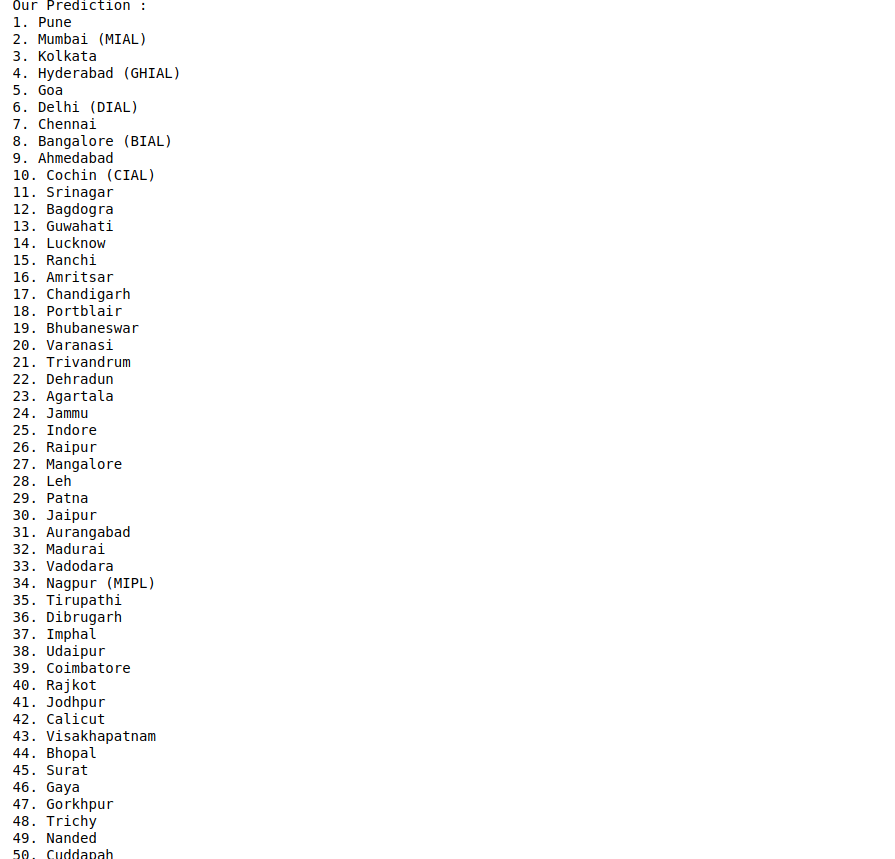 Our Prediction :
1. Pune
2. Mumbai (MIAL)
3. Kolkata
4. Hyderabad (GHIAL)
5. Goa
6. Delhi (DIAL)
7. Chennai
8. Bangalore (BIAL)
9. Ahmedabad
10. Cochin (CIAL)
11. Srinagar
12. Bagdogra
13. Guwahati
14. Lucknow
15. Ranchi
16. Amritsar
17. Chandigarh
18. Portblair
19. Bhubaneswar
20. Varanasi
21. Trivandrum
22. Dehradun
23. Agartala
24. Jammu
25. Indore
26. Raipur
27. Mangalore
28. Leh
29. Patna
30. Jaipur
31. Aurangabad
32. Madurai
33. Vadodara
34. Nagpur (MIPL)
35. Tirupathi
36. Dibrugarh
37. Imphal
38. Udaipur
39. Coimbatore
40. Rajkot
41. Jodhpur
42. Calicut
43. Visakhapatnam
44. Bhopal
45. Surat
46. Gaya
47. Gorkhpur
48. Trichy
49. Nanded
50. Cuddapah